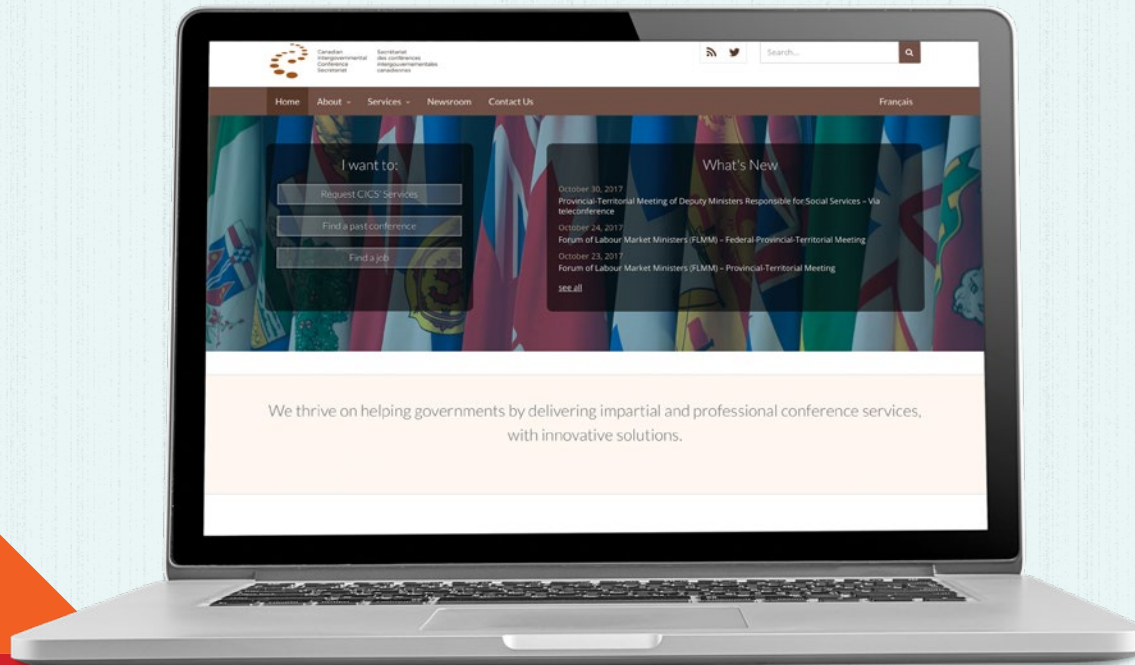 Canadian
Intergovernmental
Conference
Secretariat
Secrétariat
des conférences
intergouvernementales
canadiennes
Search...
Home About Services Newsroom Contact Us Français
I want to:
Request CICS' Services
Find a past conference
Find a job
What's New
October 30, 2017
Provincial-Territorial Meeting of Deputy Ministers Responsible for Social Services – Via
teleconference
October 24, 2017
Forum of Labour Market Ministers (FLMM) – Federal-Provincial-Territorial Meeting
October 23, 2017
Forum of Labour Market Ministers (FLMM) – Provincial-Territorial Meeting
see all
We thrive on helping governments by delivering impartial and professional conference services,
with innovative solutions.